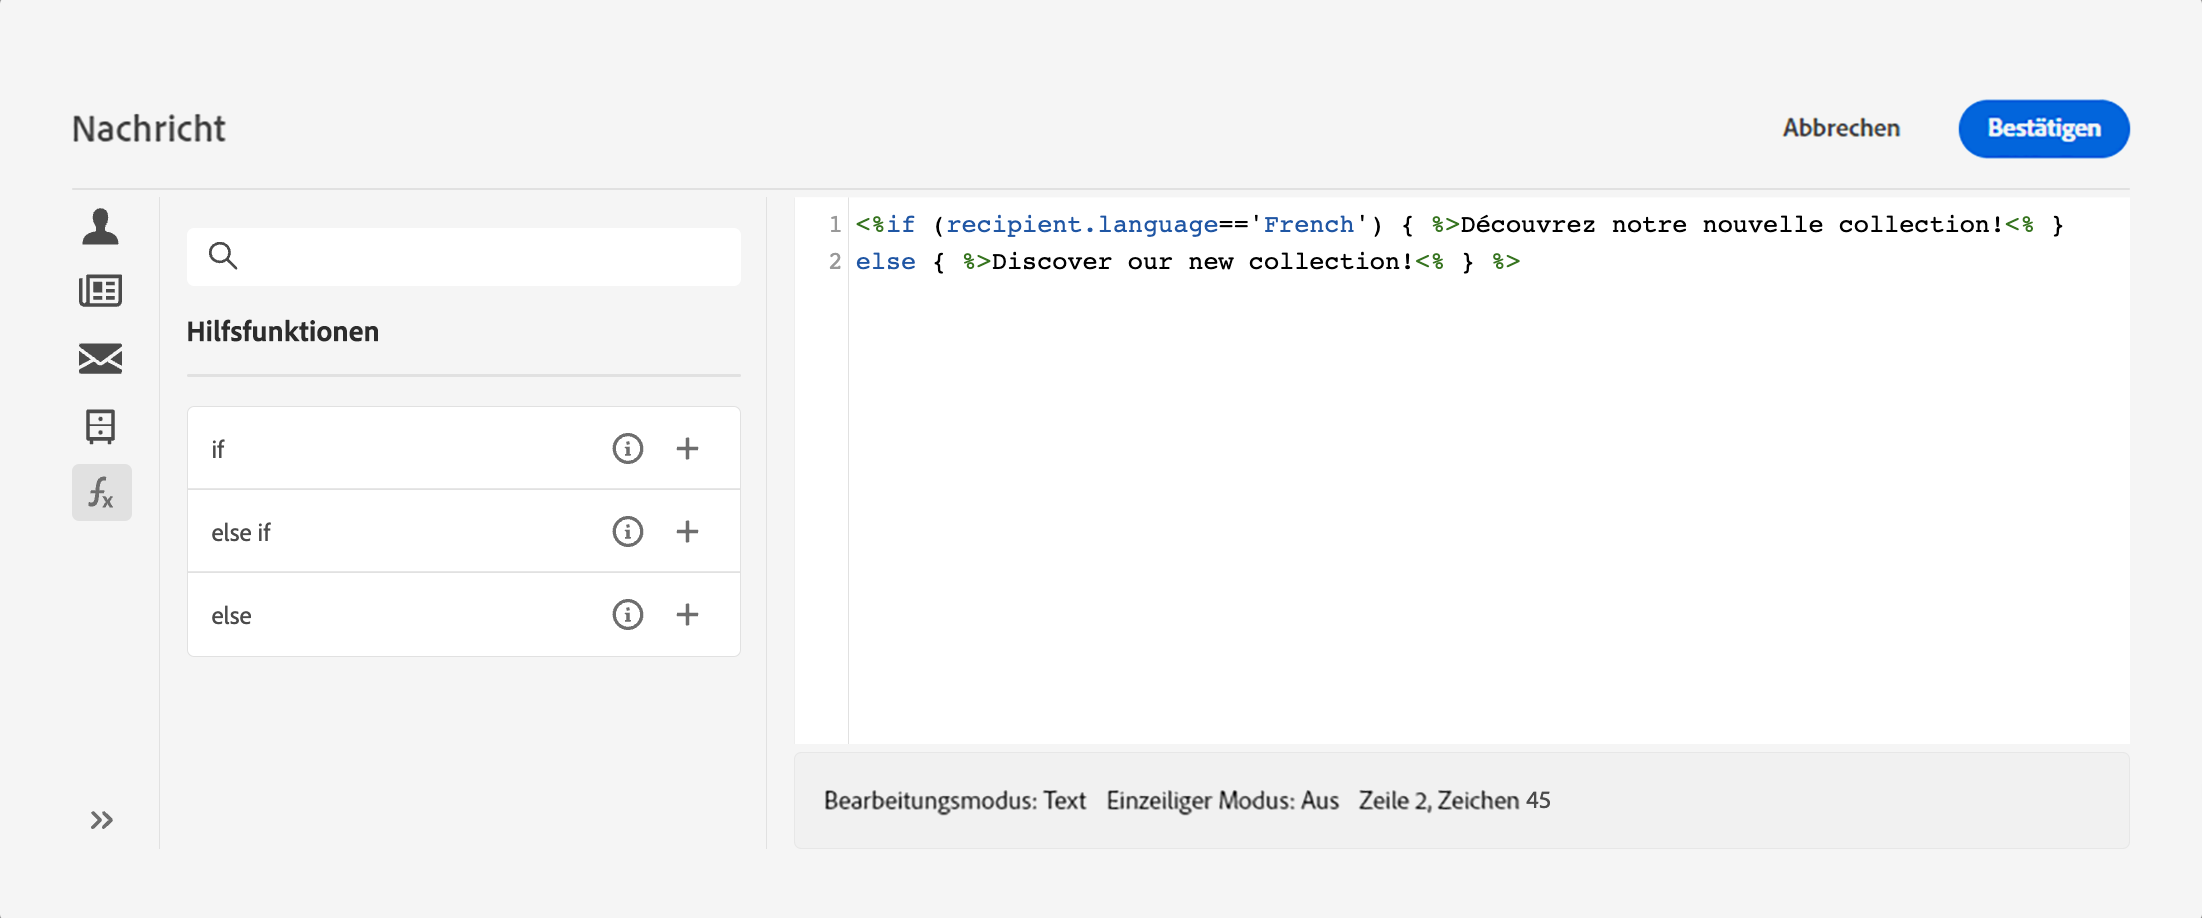 Nachricht
Abbrechen
Bestätigen
Hilfsfunktionen
if
else if
else
1 <%if (recipient.language=='French') { %>Découvrez notre nouvelle collection!<% }
2 else { %>Discover our new collection!<% } %>
Bearbeitungsmodus: Text Einzeiliger Modus: Aus Zeile 2, Zeichen 45